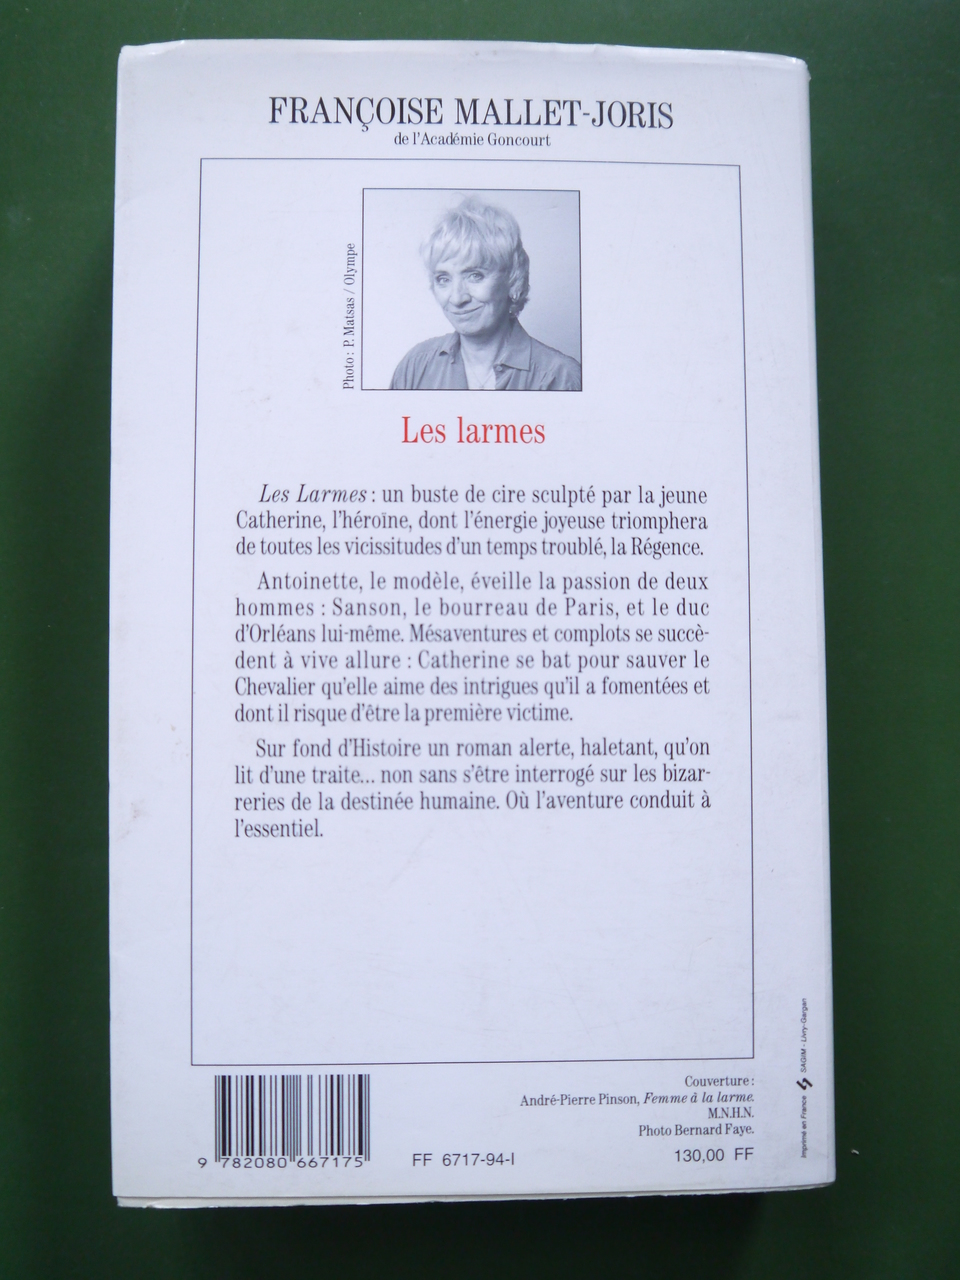 FRANÇOISE MALLET-JORIS
de l'Académie Goncourt
Photo : P. Matsas / Olympe
Les larmes
Les Larmes : un buste de cire sculpté par la jeune
Catherine, l'héroïne, dont l'énergie joyeuse triomphera
de toutes les vicissitudes d'un temps troublé, la Régence.
Antoinette, le modèle, éveille la passion de deux
hommes : Sanson, le bourreau de Paris, et le duc
d'Orléans lui-même. Mésaventures et complots se succè-
dent à vive allure : Catherine se bat pour sauver le
Chevalier qu'elle aime des intrigues qu'il a fomentées et
dont il risque d'être la première victime.
Sur fond d'Histoire un roman alerte, haletant, qu'on
lit d'une traite... non sans s'être interrogé sur les bizar-
reries de la destinée humaine. Où l'aventure conduit à
l'essentiel.
Couverture :
André-Pierre Pinson, Femme à la larme.
M.N.H.N.
Photo Bernard Faye.
9 782080 667175
FF 6717-94-I
130,00 FF
Imprimé en France SAGIM - Livry-Gargan